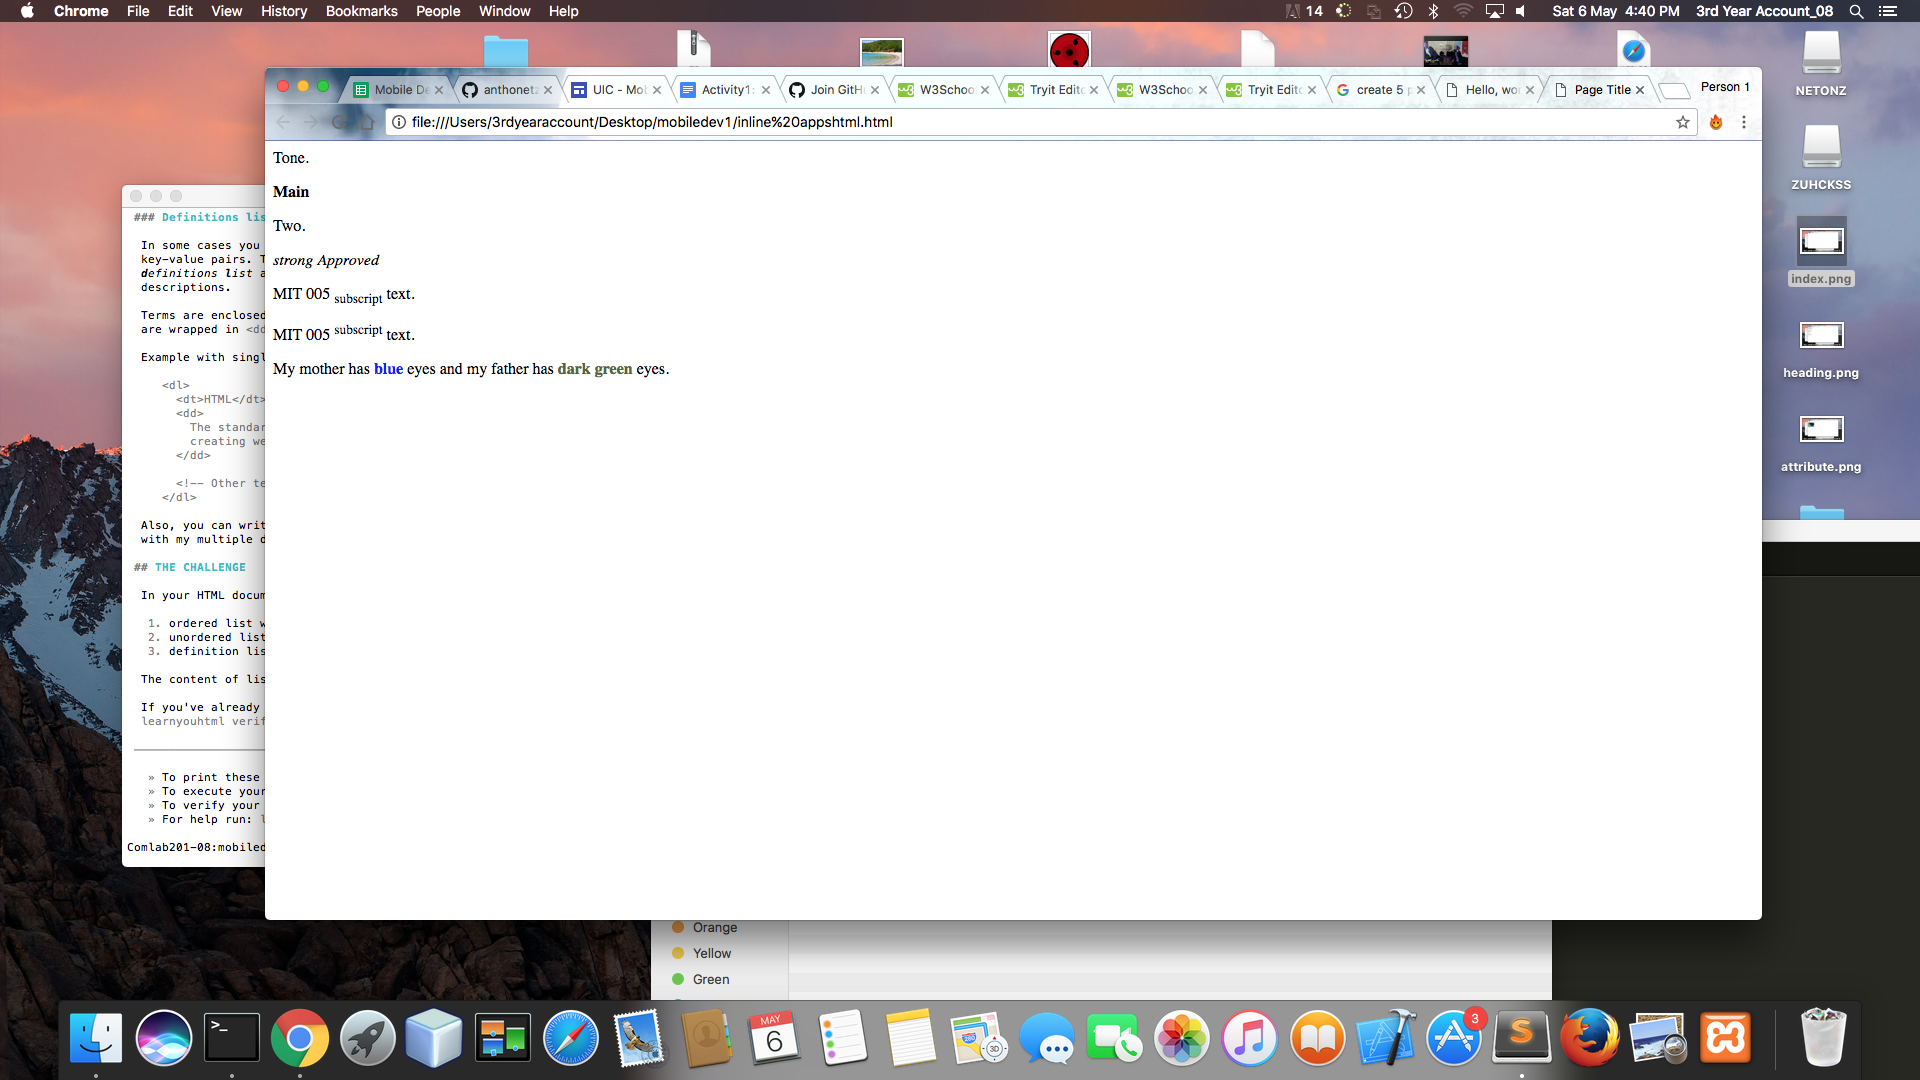 Chrome File Edit View History Bookmarks People Window Help 14 Sat 6 May 4:40 PM 3rd Year Account_08
Mobile De anthonetz UIC - Mob Activity1: Join GitHu W3Schoo Tryit Edito W3Schoo Tryit Edito create 5 p Hello, wor Page Title Person 1
file:///Users/3rdyearaccount/Desktop/mobiledev1/inline%20appshtml.html
Tone.
Main
Two.
strong Approved
MIT 005 subscript text.
MIT 005 subscript text.
My mother has blue eyes and my father has dark green eyes.
### Definitions lis
In some cases you
key-value pairs. T
definitions list a
descriptions.
Terms are enclosed
are wrapped in <dd
Example with singl
<dl>
<dt>HTML</dt>
<dd>
The standar
creating we
</dd>
<!-- Other te
</dl>
Also, you can writ
with my multiple d
## THE CHALLENGE
In your HTML docum
1. ordered list w
2. unordered list
3. definition lis
The content of lis
If you've already
learnyouhtml verif
» To print these
» To execute your
» To verify your
» For help run: l
Comlab201-08:mobiled
NETONZ
ZUHCKSS
index.png
heading.png
attribute.png
Orange
Yellow
Green
MAY
6
3D
3